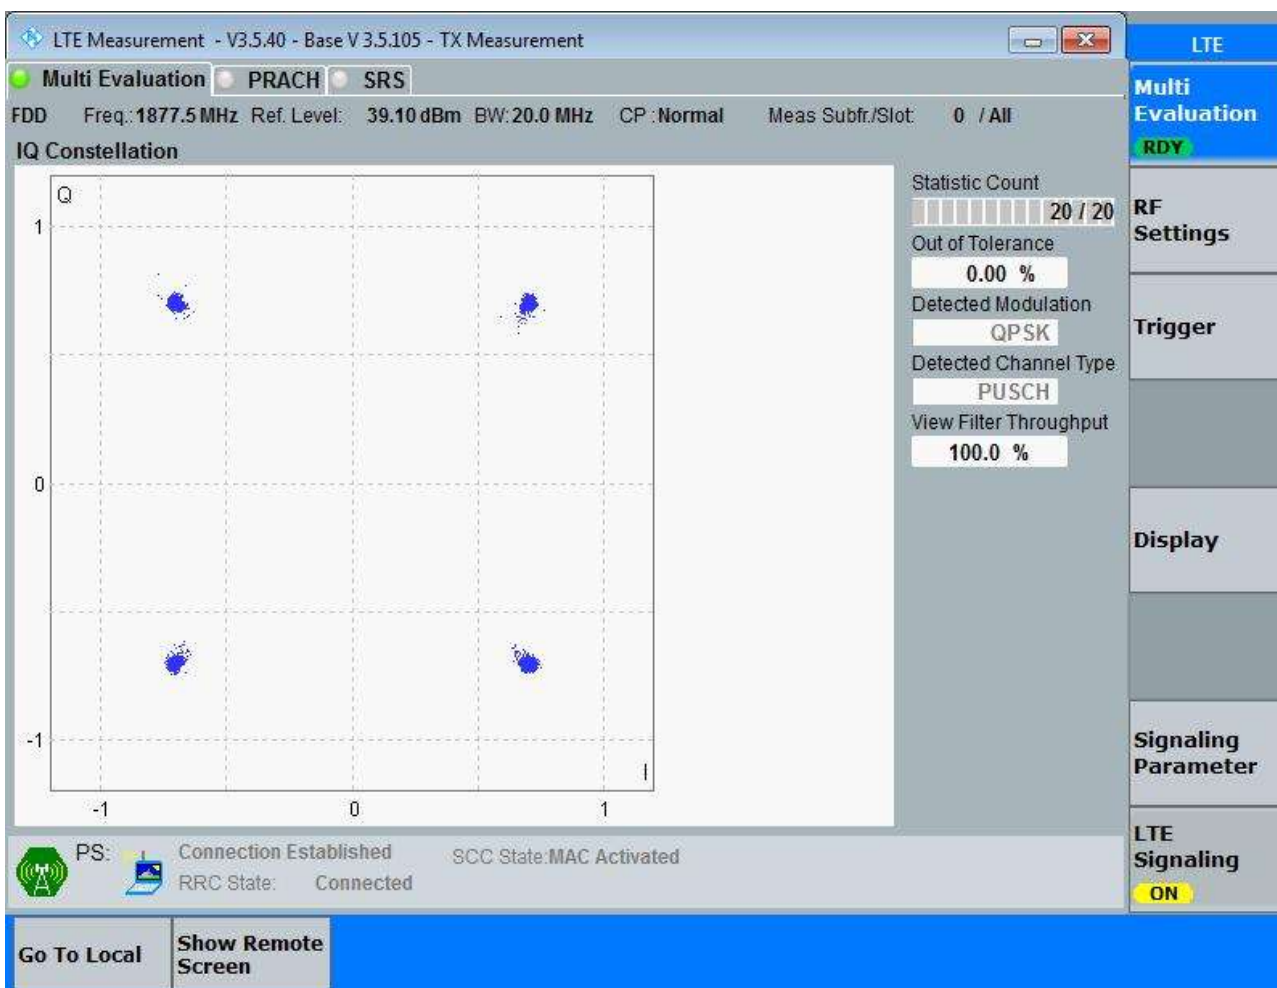 LTE Measurement - V3.5.40 - Base V 3.5.105 - TX Measurement
Multi Evaluation PRACH SRS
FDD Freq.: 1877.5 MHz Ref. Level: 39.10 dBm BW: 20.0 MHz CP : Normal Meas Subfr./Slot: 0 / All
IQ Constellation
Q
1
0
-1
-1 0 1
I
Statistic Count
20 / 20
Out of Tolerance
0.00 %
Detected Modulation
QPSK
Detected Channel Type
PUSCH
View Filter Throughput
100.0 %
PS: Connection Established SCC State: MAC Activated
RRC State: Connected
LTE
Multi
Evaluation
RDY
RF
Settings
Trigger
Display
Signaling
Parameter
LTE
Signaling
ON
Go To Local
Show Remote
Screen